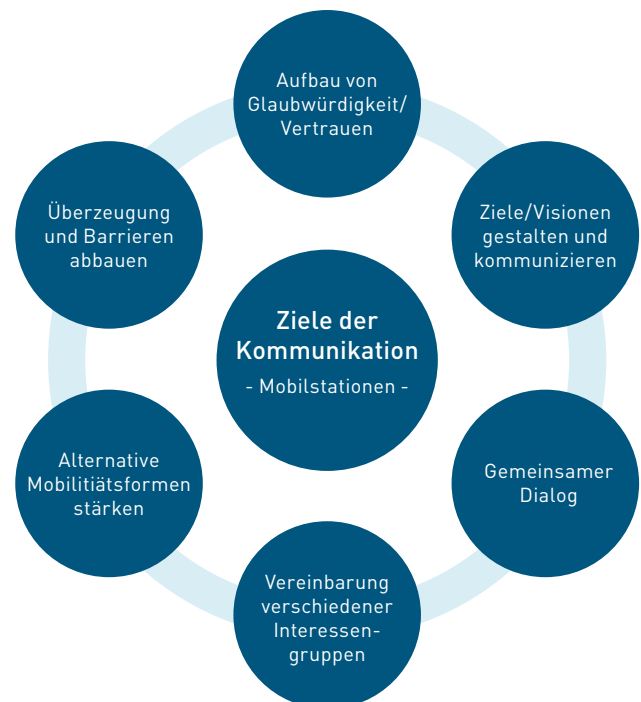 Aufbau von
Glaubwürdigkeit/
Vertrauen
Ziele/Visionen
gestalten und
kommunizieren
Gemeinsamer
Dialog
Vereinbarung
verschiedener
Interessen-
gruppen
Alternative
Mobilitiätsformen
stärken
Überzeugung
und Barrieren
abbauen
Ziele der
Kommunikation
- Mobilstationen -